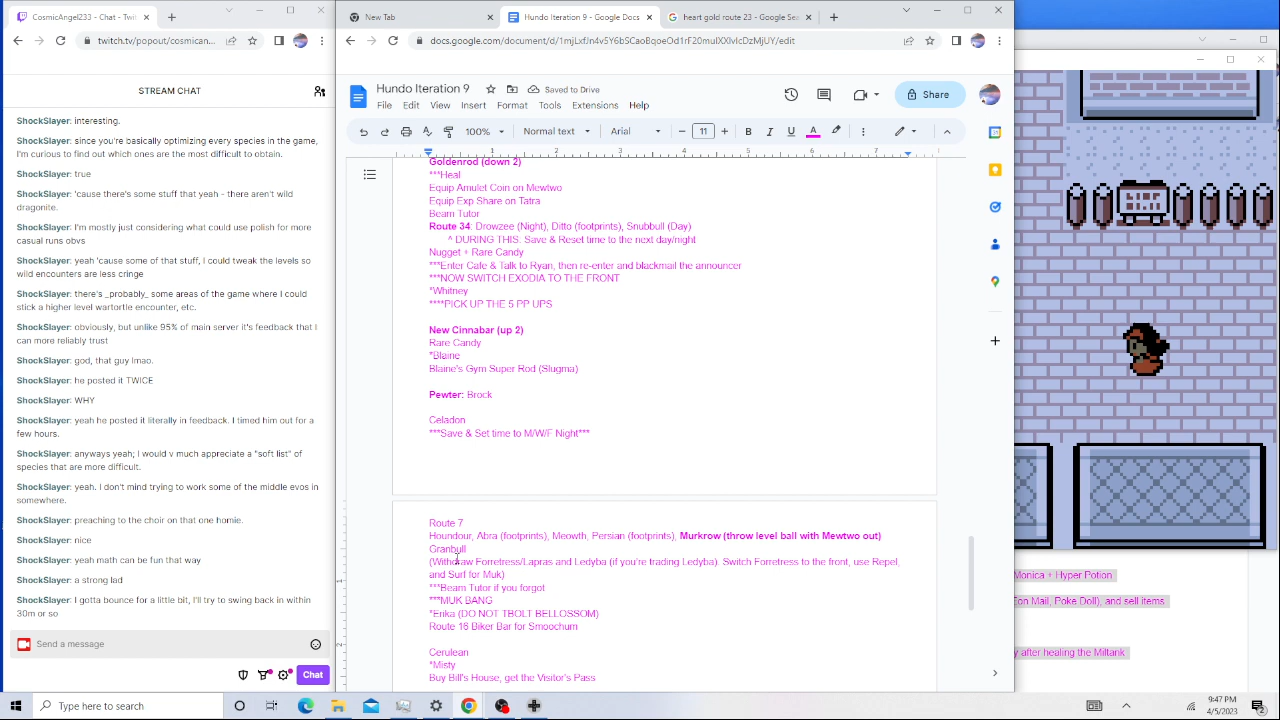 CosmicAngel233 - Chat - Twi
New Tab
Hundo Iteration 9 - Google Docs
heart gold route 23 - Google Sea
twitch.tv/popout/cosmican...
docs.google.com/document/d/1mjLxfJn4v5Y6bSCaoBqoeOd1rF20muIXXlvIcDzMjUY/edit
STREAM CHAT
ShockSlayer: interesting.
ShockSlayer: since you're basically optimizing every species in the game,
I'm curious to find out which ones are the most difficult to obtain.
ShockSlayer: true
ShockSlayer: 'cause there's some stuff that yeah - there aren't wild
dragonite.
ShockSlayer: I'm mostly just considering what could use polish for more
casual runs obvs
ShockSlayer: yeah 'cause some of that stuff, I could tweak the levels so
wild encounters are less cringe
ShockSlayer: there's _probably_ some areas of the game where I could
stick a higher level wartortle encounter, etc.
ShockSlayer: obviously, but unlike 95% of main server it's feedback that I
can more reliably trust
ShockSlayer: god, that guy lmao.
ShockSlayer: he posted it TWICE
ShockSlayer: WHY
ShockSlayer: yeah he posted it literally in feedback. I timed him out for a
few hours.
ShockSlayer: anyways yeah; I would v much appreciate a "soft list" of
species that are more difficult.
ShockSlayer: yeah. I don't mind trying to work some of the middle evos in
somewhere.
ShockSlayer: preaching to the choir on that one homie.
ShockSlayer: nice
ShockSlayer: yeah math can be fun that way
ShockSlayer: a strong lad
ShockSlayer: I gotta bounce for a little bit, I'll try to swing back in within
30m or so
Send a message
Chat
Hundo Iteration 9
Saved to Drive
File Edit View Insert Format Tools Extensions Help
Share
100% Normal text Arial 11 B I U A
1 2 3 4 5 6 7
Goldenrod (down 2)
***Heal
Equip Amulet Coin on Mewtwo
Equip Exp Share on Tatra
Beam Tutor
Route 34: Drowzee (Night), Ditto (footprints), Snubbull (Day)
^ DURING THIS. Save & Reset time to the next day/night
Nugget + Rare Candy
***Enter Cafe & Talk to Ryan, then re-enter and blackmail the announcer
***NOW SWITCH EXODIA TO THE FRONT
*Whitney
****PICK UP THE 5 PP UPS
New Cinnabar (up 2)
Rare Candy
*Blaine
Blaine's Gym Super Rod (Slugma)
Pewter: Brock
Celadon
***Save & Set time to M/W/F Night***
Route 7
Houndour, Abra (footprints), Meowth, Persian (footprints), Murkrow (throw level ball with Mewtwo out)
Granbull
(Withdraw Forretress/Lapras and Ledyba (if you're trading Ledyba). Switch Forretress to the front, use Repel,
and Surf for Muk)
***Beam Tutor if you forgot
***MUK BANG
*Erika (DO NOT TBOLT BELLOSSOM)
Route 16 Biker Bar for Smoochum
Cerulean
*Misty
Buy Bill's House, get the Visitor's Pass
Monica + Hyper Potion
Eon Mail, Poke Doll), and sell items
y after healing the Miltank
Type here to search
9:47 PM
4/5/2023
2